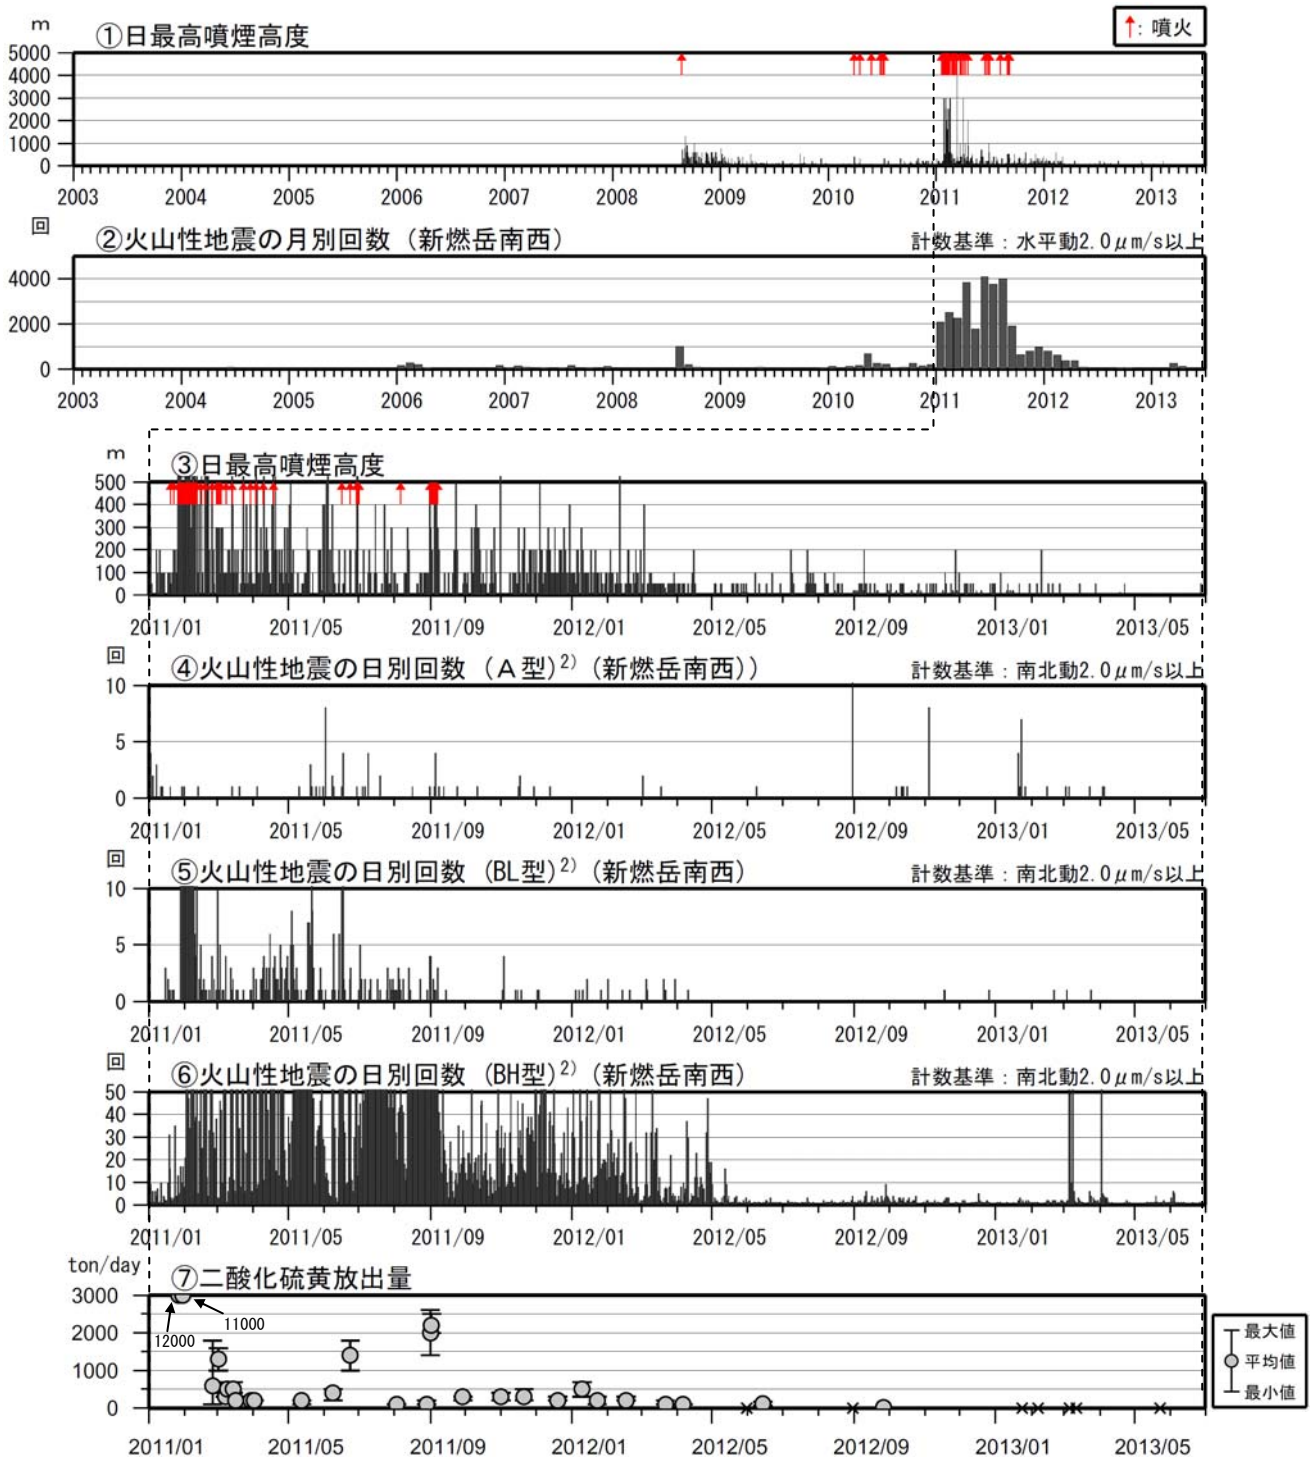 m
①日最高噴煙高度
↑: 噴火
5000
4000
3000
2000
1000
0
2003 2004 2005 2006 2007 2008 2009 2010 2011 2012 2013
回
②火山性地震の月別回数（新燃岳南西）
計数基準：水平動2.0μm/s以上
4000
2000
0
2003 2004 2005 2006 2007 2008 2009 2010 2011 2012 2013
m
③日最高噴煙高度
500
400
300
200
100
0
2011/01 2011/05 2011/09 2012/01 2012/05 2012/09 2013/01 2013/05
回
④火山性地震の日別回数（A型）2)（新燃岳南西））
計数基準：南北動2.0μm/s以上
10
5
0
2011/01 2011/05 2011/09 2012/01 2012/05 2012/09 2013/01 2013/05
回
⑤火山性地震の日別回数（BL型）2)（新燃岳南西）
計数基準：南北動2.0μm/s以上
10
5
0
2011/01 2011/05 2011/09 2012/01 2012/05 2012/09 2013/01 2013/05
回
⑥火山性地震の日別回数（BH型）2)（新燃岳南西）
計数基準：南北動2.0μm/s以上
50
40
30
20
10
0
2011/01 2011/05 2011/09 2012/01 2012/05 2012/09 2013/01 2013/05
ton/day
⑦二酸化硫黄放出量
3000
2000
1000
0
12000
11000
最大値
平均値
最小値
2011/01 2011/05 2011/09 2012/01 2012/05 2012/09 2013/01 2013/05